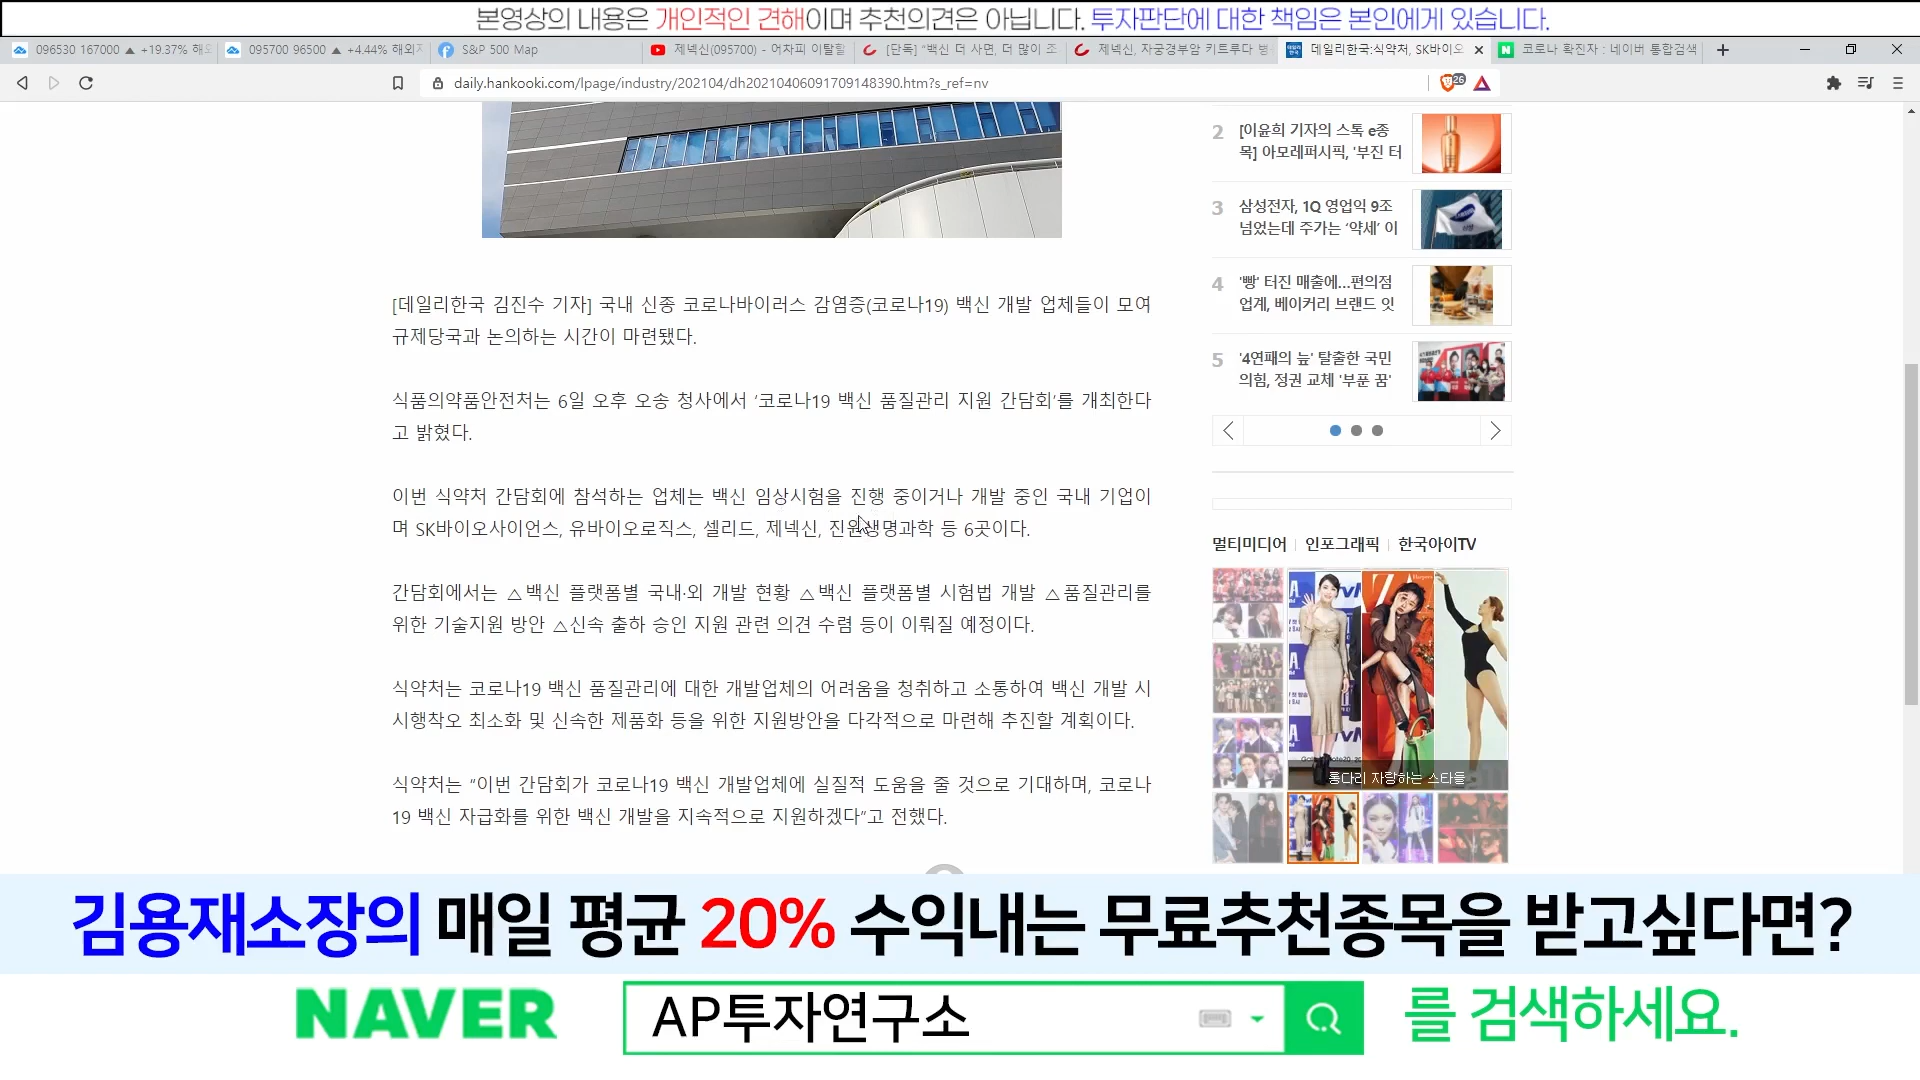 본영상의 내용은 개인적인 견해이며 추천의견은 아닙니다. 투자판단에 대한 책임은 본인에게 있습니다.
096530 167000 ▲ +19.37% 해외
095700 96500 ▲ +4.44% 해외
S&P 500 Map
제넥신(095700) - 어차피 이탈할
[단독] "백신 더 사면, 더 많이 조
제넥신, 자궁경부암 키트루다 병
데일리한국:식약처, SK바이오
코로나 확진자 : 네이버 통합검색
daily.hankooki.com/lpage/industry/202104/dh20210406091709148390.htm?s_ref=nv
26
[데일리한국 김진수 기자] 국내 신종 코로나바이러스 감염증(코로나19) 백신 개발 업체들이 모여
규제당국과 논의하는 시간이 마련됐다.
식품의약품안전처는 6일 오후 오송 청사에서 ‘코로나19 백신 품질관리 지원 간담회’를 개최한다
고 밝혔다.
이번 식약처 간담회에 참석하는 업체는 백신 임상시험을 진행 중이거나 개발 중인 국내 기업이
며 SK바이오사이언스, 유바이오로직스, 셀리드, 제넥신, 진원생명과학 등 6곳이다.
간담회에서는 △백신 플랫폼별 국내·외 개발 현황 △백신 플랫폼별 시험법 개발 △품질관리를
위한 기술지원 방안 △신속 출하 승인 지원 관련 의견 수렴 등이 이뤄질 예정이다.
식약처는 코로나19 백신 품질관리에 대한 개발업체의 어려움을 청취하고 소통하여 백신 개발 시
시행착오 최소화 및 신속한 제품화 등을 위한 지원방안을 다각적으로 마련해 추진할 계획이다.
식약처는 “이번 간담회가 코로나19 백신 개발업체에 실질적 도움을 줄 것으로 기대하며, 코로나
19 백신 자급화를 위한 백신 개발을 지속적으로 지원하겠다”고 전했다.
2 [이윤희 기자의 스톡 e종
목] 아모레퍼시픽, '부진 터
3 삼성전자, 1Q 영업익 9조
넘었는데 주가는 ‘약세’ 이
4 '빵' 터진 매출에...편의점
업계, 베이커리 브랜드 잇
5 '4연패의 늪' 탈출한 국민
의힘, 정권 교체 '부푼 꿈'
멀티미디어 | 인포그래픽 | 한국아이TV
롱다리 자랑하는 스타들
김용재소장의 매일 평균 20% 수익내는 무료추천종목을 받고싶다면?
NAVER AP투자연구소 를 검색하세요.